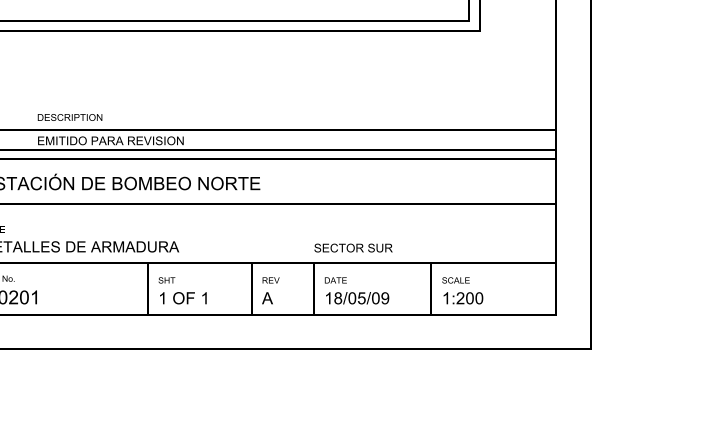 DESCRIPTION
EMITIDO PARA REVISION
STACIÓN DE BOMBEO NORTE
E
ETALLES DE ARMADURA SECTOR SUR
No. SHT REV DATE SCALE
0201 1 OF 1 A 18/05/09 1:200